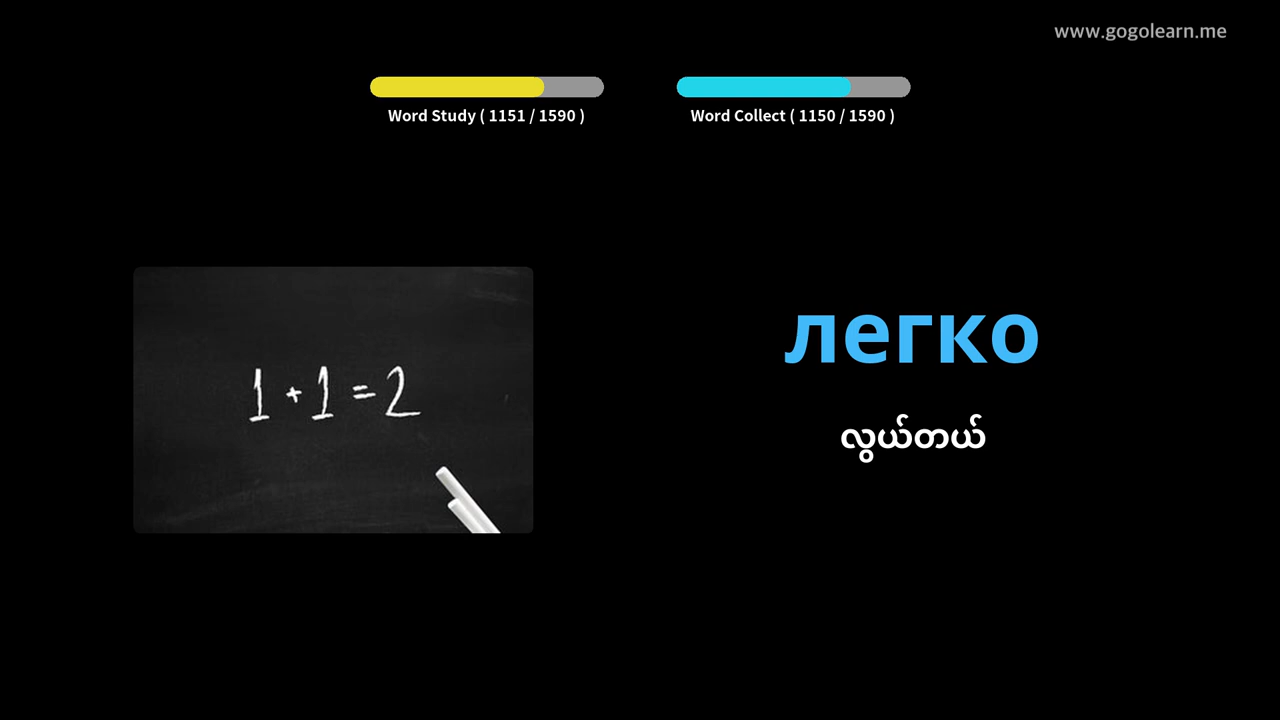 www.gogolearn.me
Word Study ( 1151 / 1590 )
Word Collect ( 1150 / 1590 )
1 + 1 = 2
легко
လွယ်တယ်